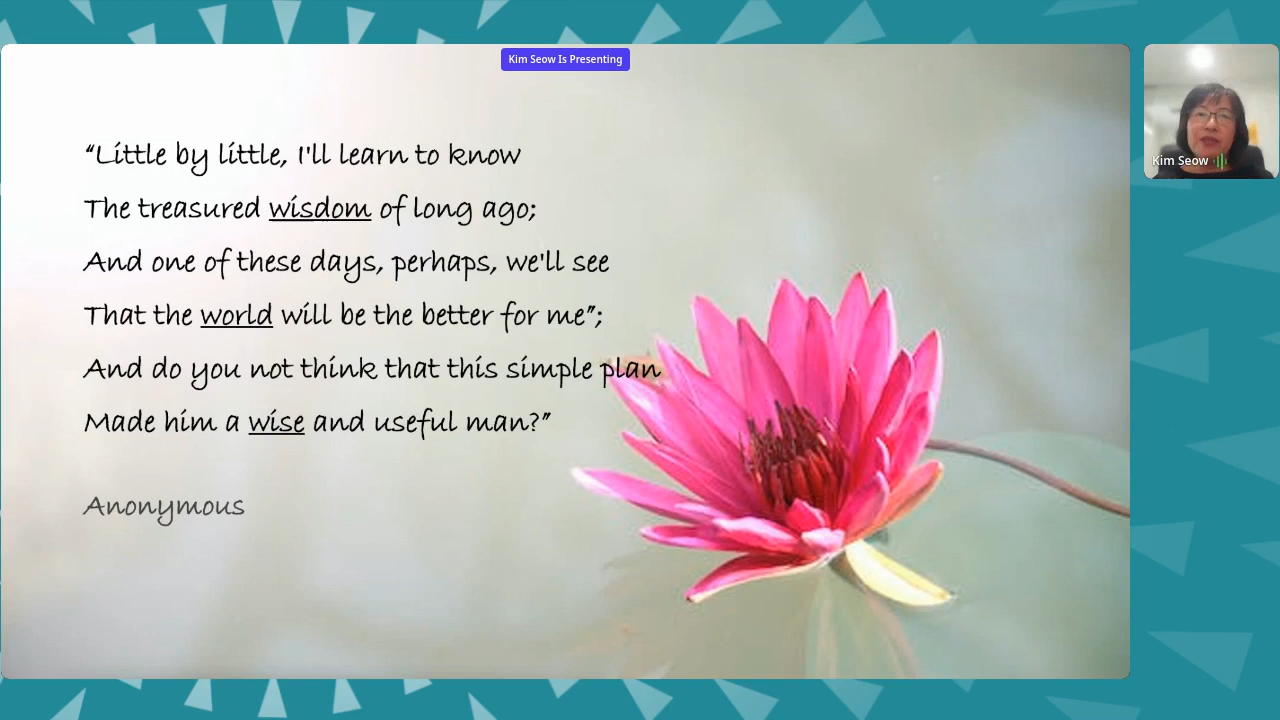 Kim Seow Is Presenting
“Little by little, I'll learn to know
The treasured wisdom of long ago;
And one of these days, perhaps, we'll see
That the world will be the better for me”;
And do you not think that this simple plan
Made him a wise and useful man?”
Anonymous
Kim Seow